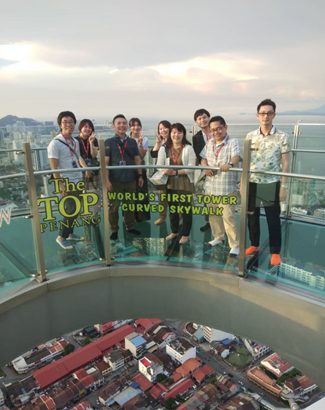 The
TOP
PENANG
WORLD'S FIRST TOWER
CURVED SKYWALK